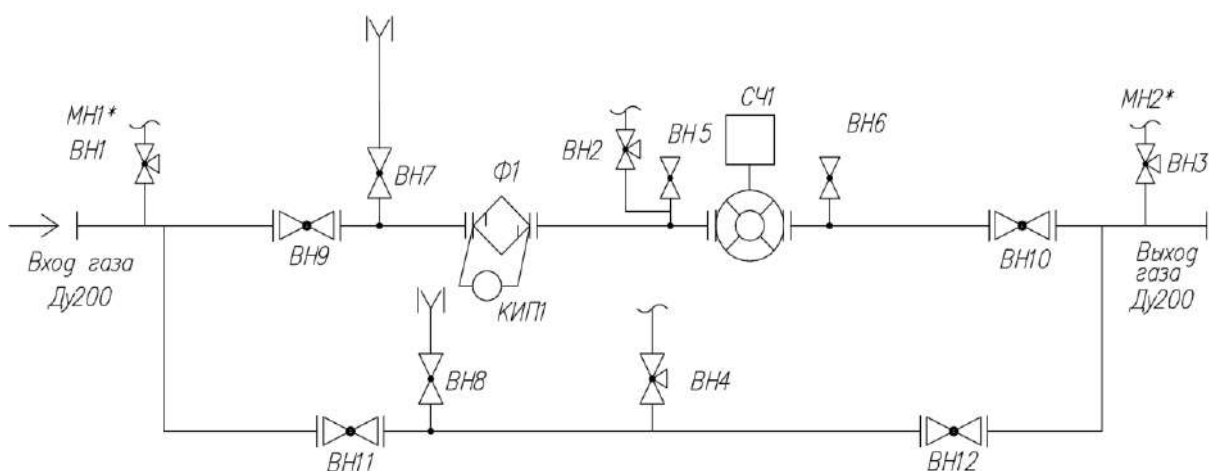 МН1*
ВН1
ВН7
Ф1
ВН2
ВН5
СЧ1
ВН6
МН2*
ВН3
Вход газа
Ду200
ВН9
КИП1
ВН10
Выход
газа
Ду200
ВН8
ВН4
ВН11
ВН12